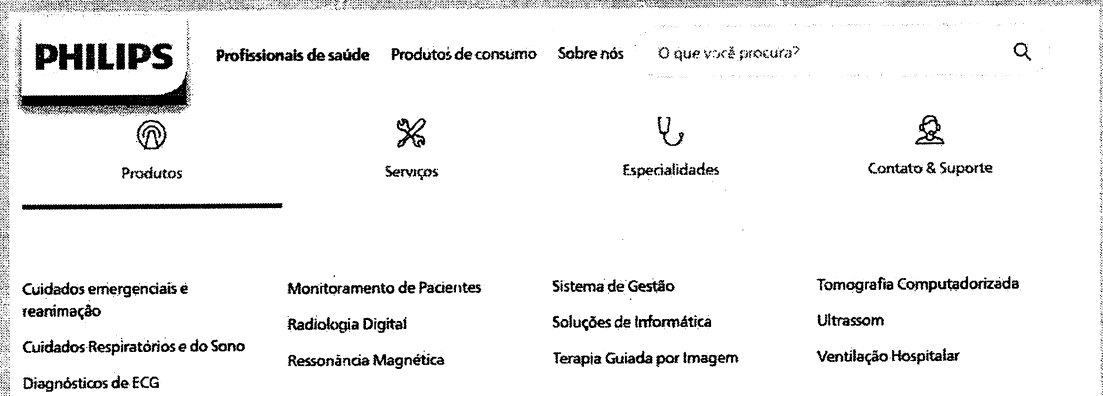 PHILIPS
Profissionais de saúde Produtos de consumo Sobre nós O que você procura?
Produtos Serviços Especialidades Contato & Suporte
Cuidados emergenciais e
reanimação
Cuidados Respiratórios e do Sono
Diagnósticos de ECG
Monitoramento de Pacientes
Radiologia Digital
Ressonância Magnética
Sistema de Gestão
Soluções de Informática
Terapia Guiada por Imagem
Tomografia Computadorizada
Ultrassom
Ventilação Hospitalar